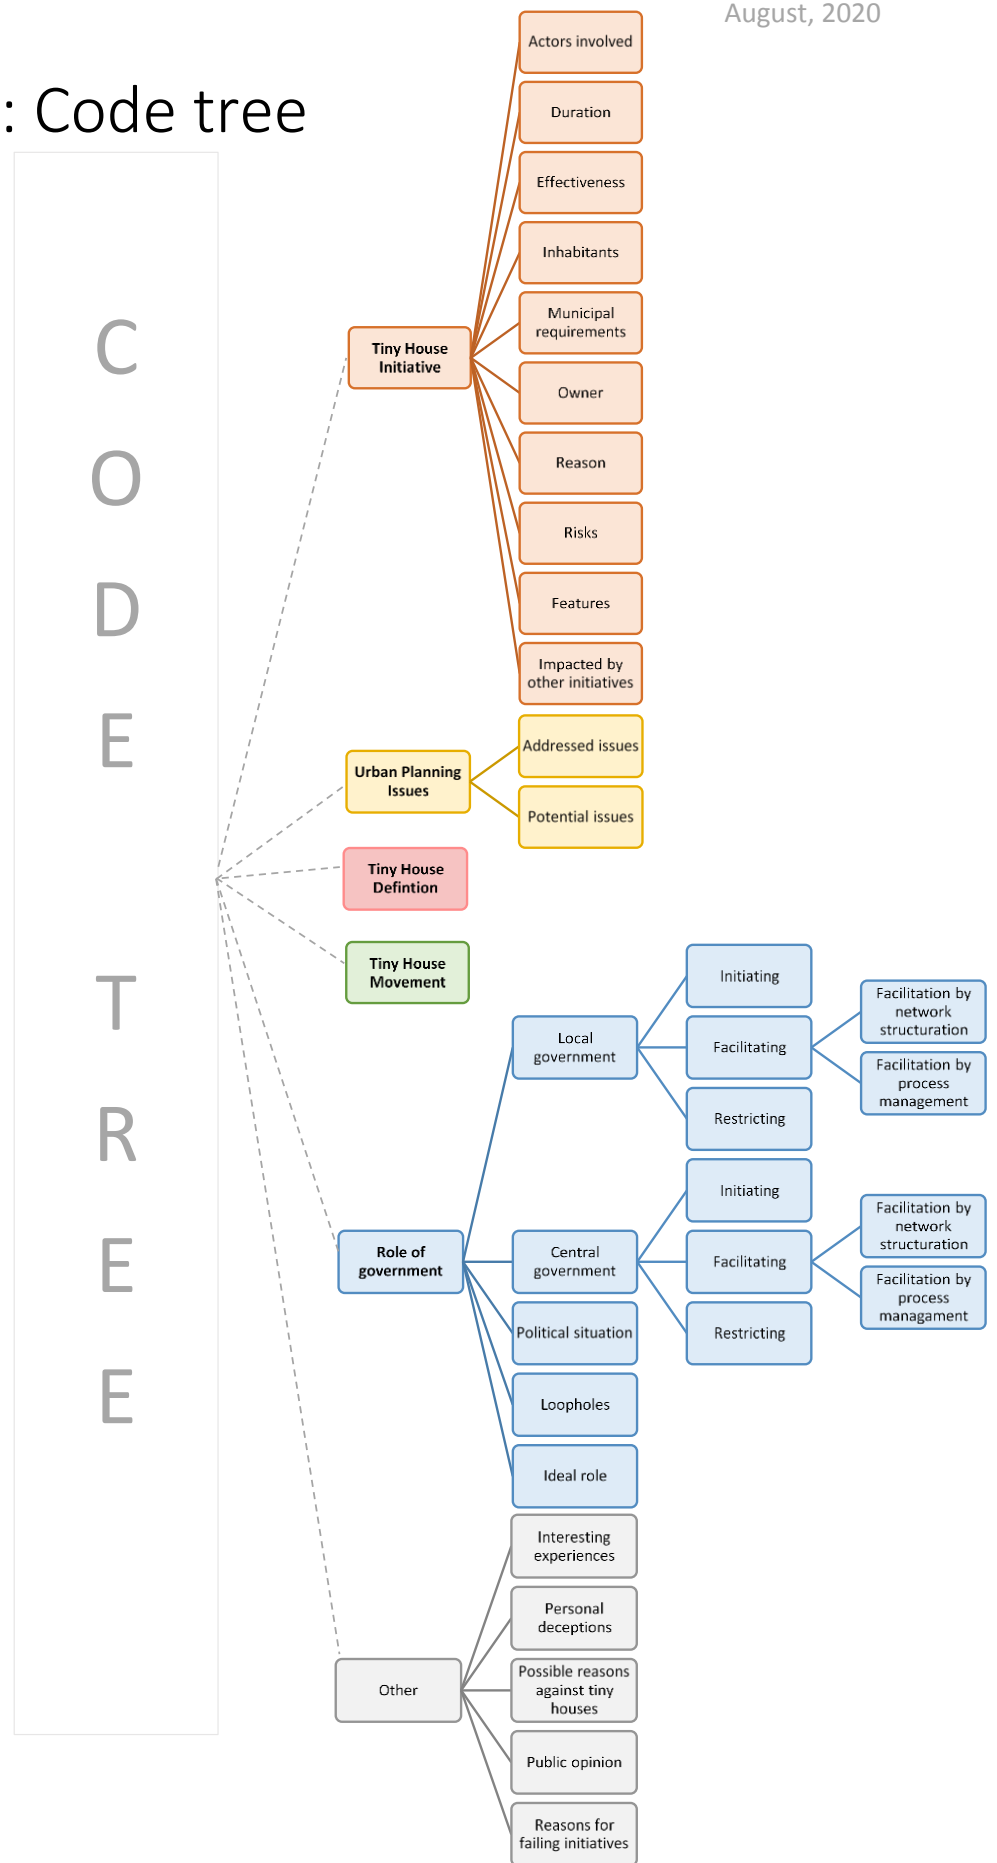 August, 2020
: Code tree
C
O
D
E
T
R
E
E
Tiny House
Initiative
Actors involved
Duration
Effectiveness
Inhabitants
Municipal
requirements
Owner
Reason
Risks
Features
Impacted by
other initiatives
Urban Planning
Issues
Addressed issues
Potential issues
Tiny House
Defintion
Tiny House
Movement
Role of
government
Local
government
Initiating
Facilitating
Facilitation by
network
structuration
Facilitation by
process
management
Restricting
Central
government
Initiating
Facilitating
Facilitation by
network
structuration
Facilitation by
process
managament
Restricting
Political situation
Loopholes
Ideal role
Other
Interesting
experiences
Personal
deceptions
Possible reasons
against tiny
houses
Public opinion
Reasons for
failing initiatives